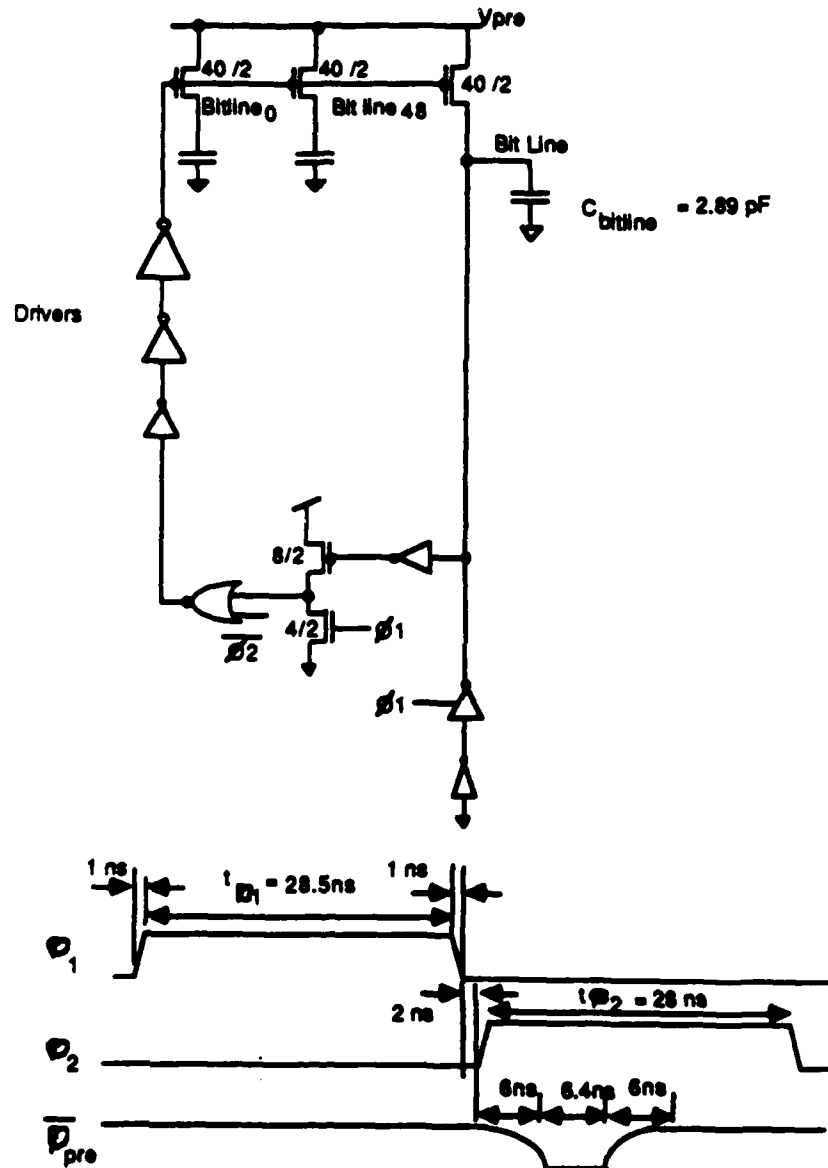 Vpre
40 /2 40 /2 40 /2
Bitline0 Bit line 48
Bit Line
Cbitline = 2.89 pF
Drivers
8/2
4/2 ø1
ø2
ø1
1 ns tø1 = 28.5ns 1 ns
ø1
2 ns tø2 = 28 ns
ø2
6ns 6.4ns 6ns
øpre